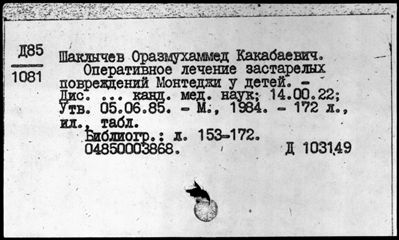 Д85
1081
Шаклычев Оразмухаммед Какабаевич.
Оперативное лечение застарелых
повреждений Монтеджи у детей. -
Дис. ... канд. мед. наук; 14.00.22;
Утв. 05.06.85. - М., 1984. - 172 л.,
ил., табл.
Библиогр.: л. 153-172.
04850003868. Д 103149